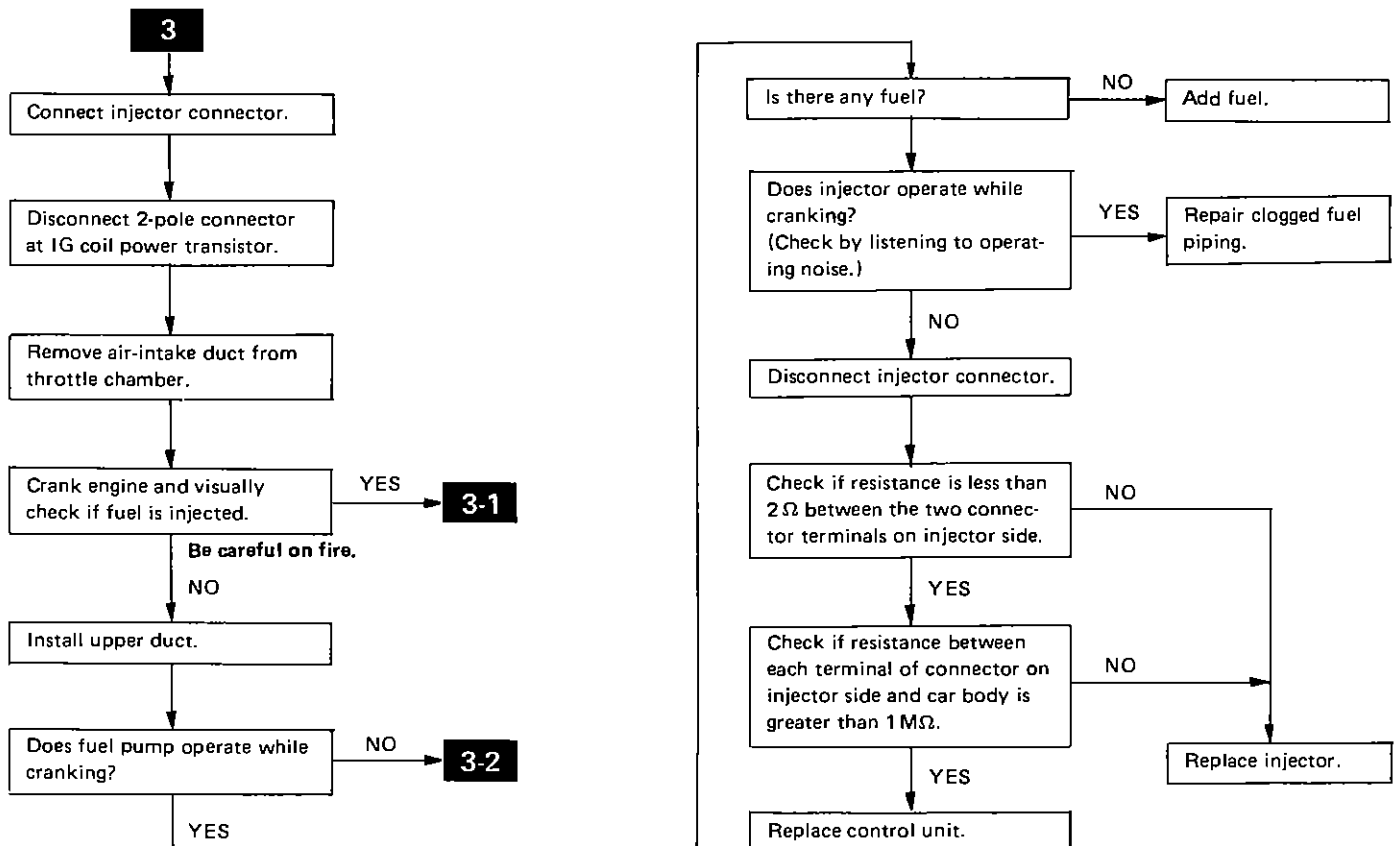 3
Connect injector connector.
Disconnect 2-pole connector
at IG coil power transistor.
Remove air-intake duct from
throttle chamber.
Crank engine and visually
check if fuel is injected.
YES
3-1
Be careful on fire.
NO
Install upper duct.
Does fuel pump operate while
cranking?
NO
3-2
YES
Is there any fuel?
NO
Add fuel.
Does injector operate while
cranking?
(Check by listening to operat-
ing noise.)
YES
Repair clogged fuel
piping.
NO
Disconnect injector connector.
Check if resistance is less than
2 Ω between the two connec-
tor terminals on injector side.
NO
YES
Check if resistance between
each terminal of connector on
injector side and car body is
greater than 1 MΩ.
NO
Replace injector.
YES
Replace control unit.